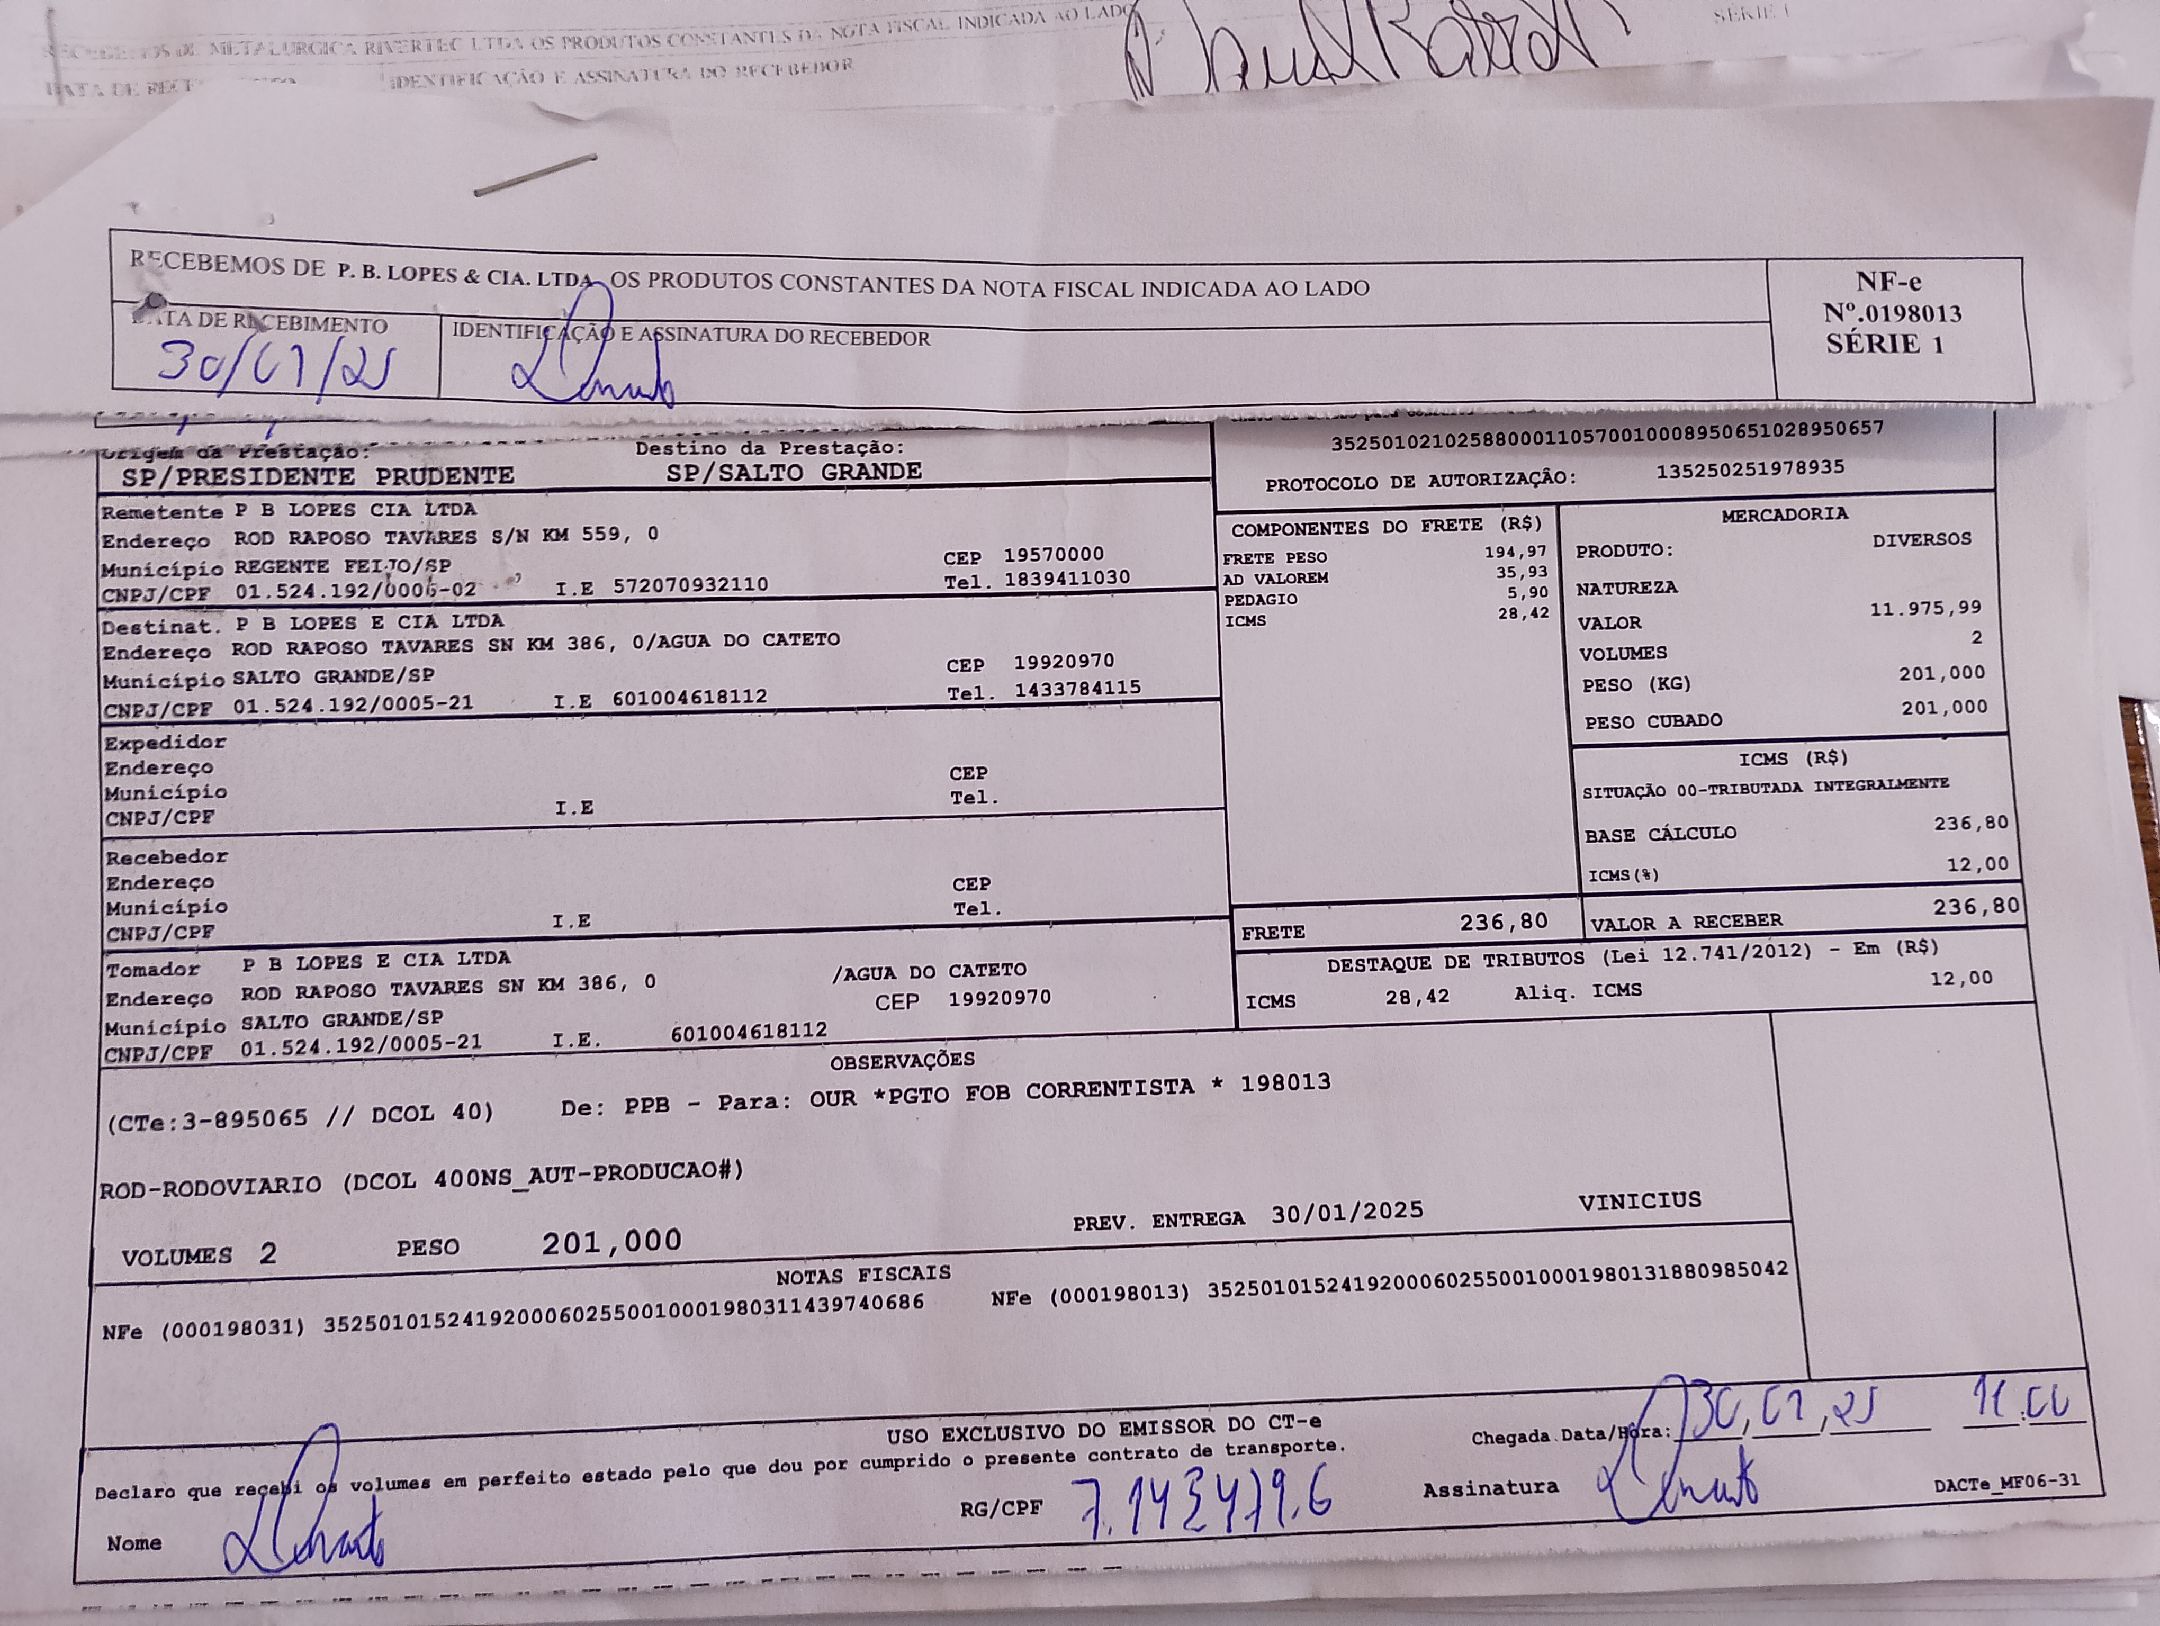 RECEBEMOS DE METALURGICA RIVERTEC LTDA OS PRODUTOS CONSTANTES DA NOTA FISCAL INDICADA AO LADO
SÉRIE 1
DATA DE
IDENTIFICAÇÃO E ASSINATURA DO RECEBEDOR
RECEBEMOS DE P. B. LOPES & CIA. LTDA OS PRODUTOS CONSTANTES DA NOTA FISCAL INDICADA AO LADO
NF-e
Nº.0198013
SÉRIE 1
DATA DE RECEBIMENTO
IDENTIFICAÇÃO E ASSINATURA DO RECEBEDOR
30/01/25
Origem da Prestação:
Destino da Prestação:
SP/PRESIDENTE PRUDENTE
SP/SALTO GRANDE
35250102102588000110570010008950651028950657
PROTOCOLO DE AUTORIZAÇÃO: 135250251978935
Remetente P B LOPES CIA LTDA
Endereço ROD RAPOSO TAVARES S/N KM 559, 0
Município REGENTE FEIJO/SP
CEP 19570000
CNPJ/CPF 01.524.192/0006-02 I.E 572070932110 Tel. 1839411030
Destinat. P B LOPES E CIA LTDA
Endereço ROD RAPOSO TAVARES SN KM 386, 0/AGUA DO CATETO
Município SALTO GRANDE/SP
CEP 19920970
CNPJ/CPF 01.524.192/0005-21 I.E 601004618112 Tel. 1433784115
Expedidor
Endereço
Município
CEP
CNPJ/CPF I.E Tel.
Recebedor
Endereço
Município
CEP
CNPJ/CPF I.E Tel.
Tomador P B LOPES E CIA LTDA
Endereço ROD RAPOSO TAVARES SN KM 386, 0 /AGUA DO CATETO
Município SALTO GRANDE/SP CEP 19920970
CNPJ/CPF 01.524.192/0005-21 I.E. 601004618112
COMPONENTES DO FRETE (R$)
FRETE PESO 194,97
AD VALOREM 35,93
PEDAGIO 5,90
ICMS 28,42
MERCADORIA
PRODUTO: DIVERSOS
NATUREZA
VALOR 11.975,99
VOLUMES 2
PESO (KG) 201,000
PESO CUBADO 201,000
ICMS (R$)
SITUAÇÃO 00-TRIBUTADA INTEGRALMENTE
BASE CÁLCULO 236,80
ICMS(%) 12,00
FRETE 236,80
VALOR A RECEBER 236,80
DESTAQUE DE TRIBUTOS (Lei 12.741/2012) - Em (R$)
ICMS 28,42 Aliq. ICMS 12,00
OBSERVAÇÕES
(CTe:3-895065 // DCOL 40) De: PPB - Para: OUR *PGTO FOB CORRENTISTA * 198013
ROD-RODOVIARIO (DCOL 400NS_AUT-PRODUCAO#)
VOLUMES 2 PESO 201,000 PREV. ENTREGA 30/01/2025 VINICIUS
NOTAS FISCAIS
NFe (000198031) 35250101524192000602550010001980311439740686 NFe (000198013) 35250101524192000602550010001980131880985042
USO EXCLUSIVO DO EMISSOR DO CT-e
Declaro que recebi os volumes em perfeito estado pelo que dou por cumprido o presente contrato de transporte.
Chegada Data/Hora: 30,01,25 11:00
Nome
RG/CPF 7.143479.6
Assinatura
DACTe_MF06-31